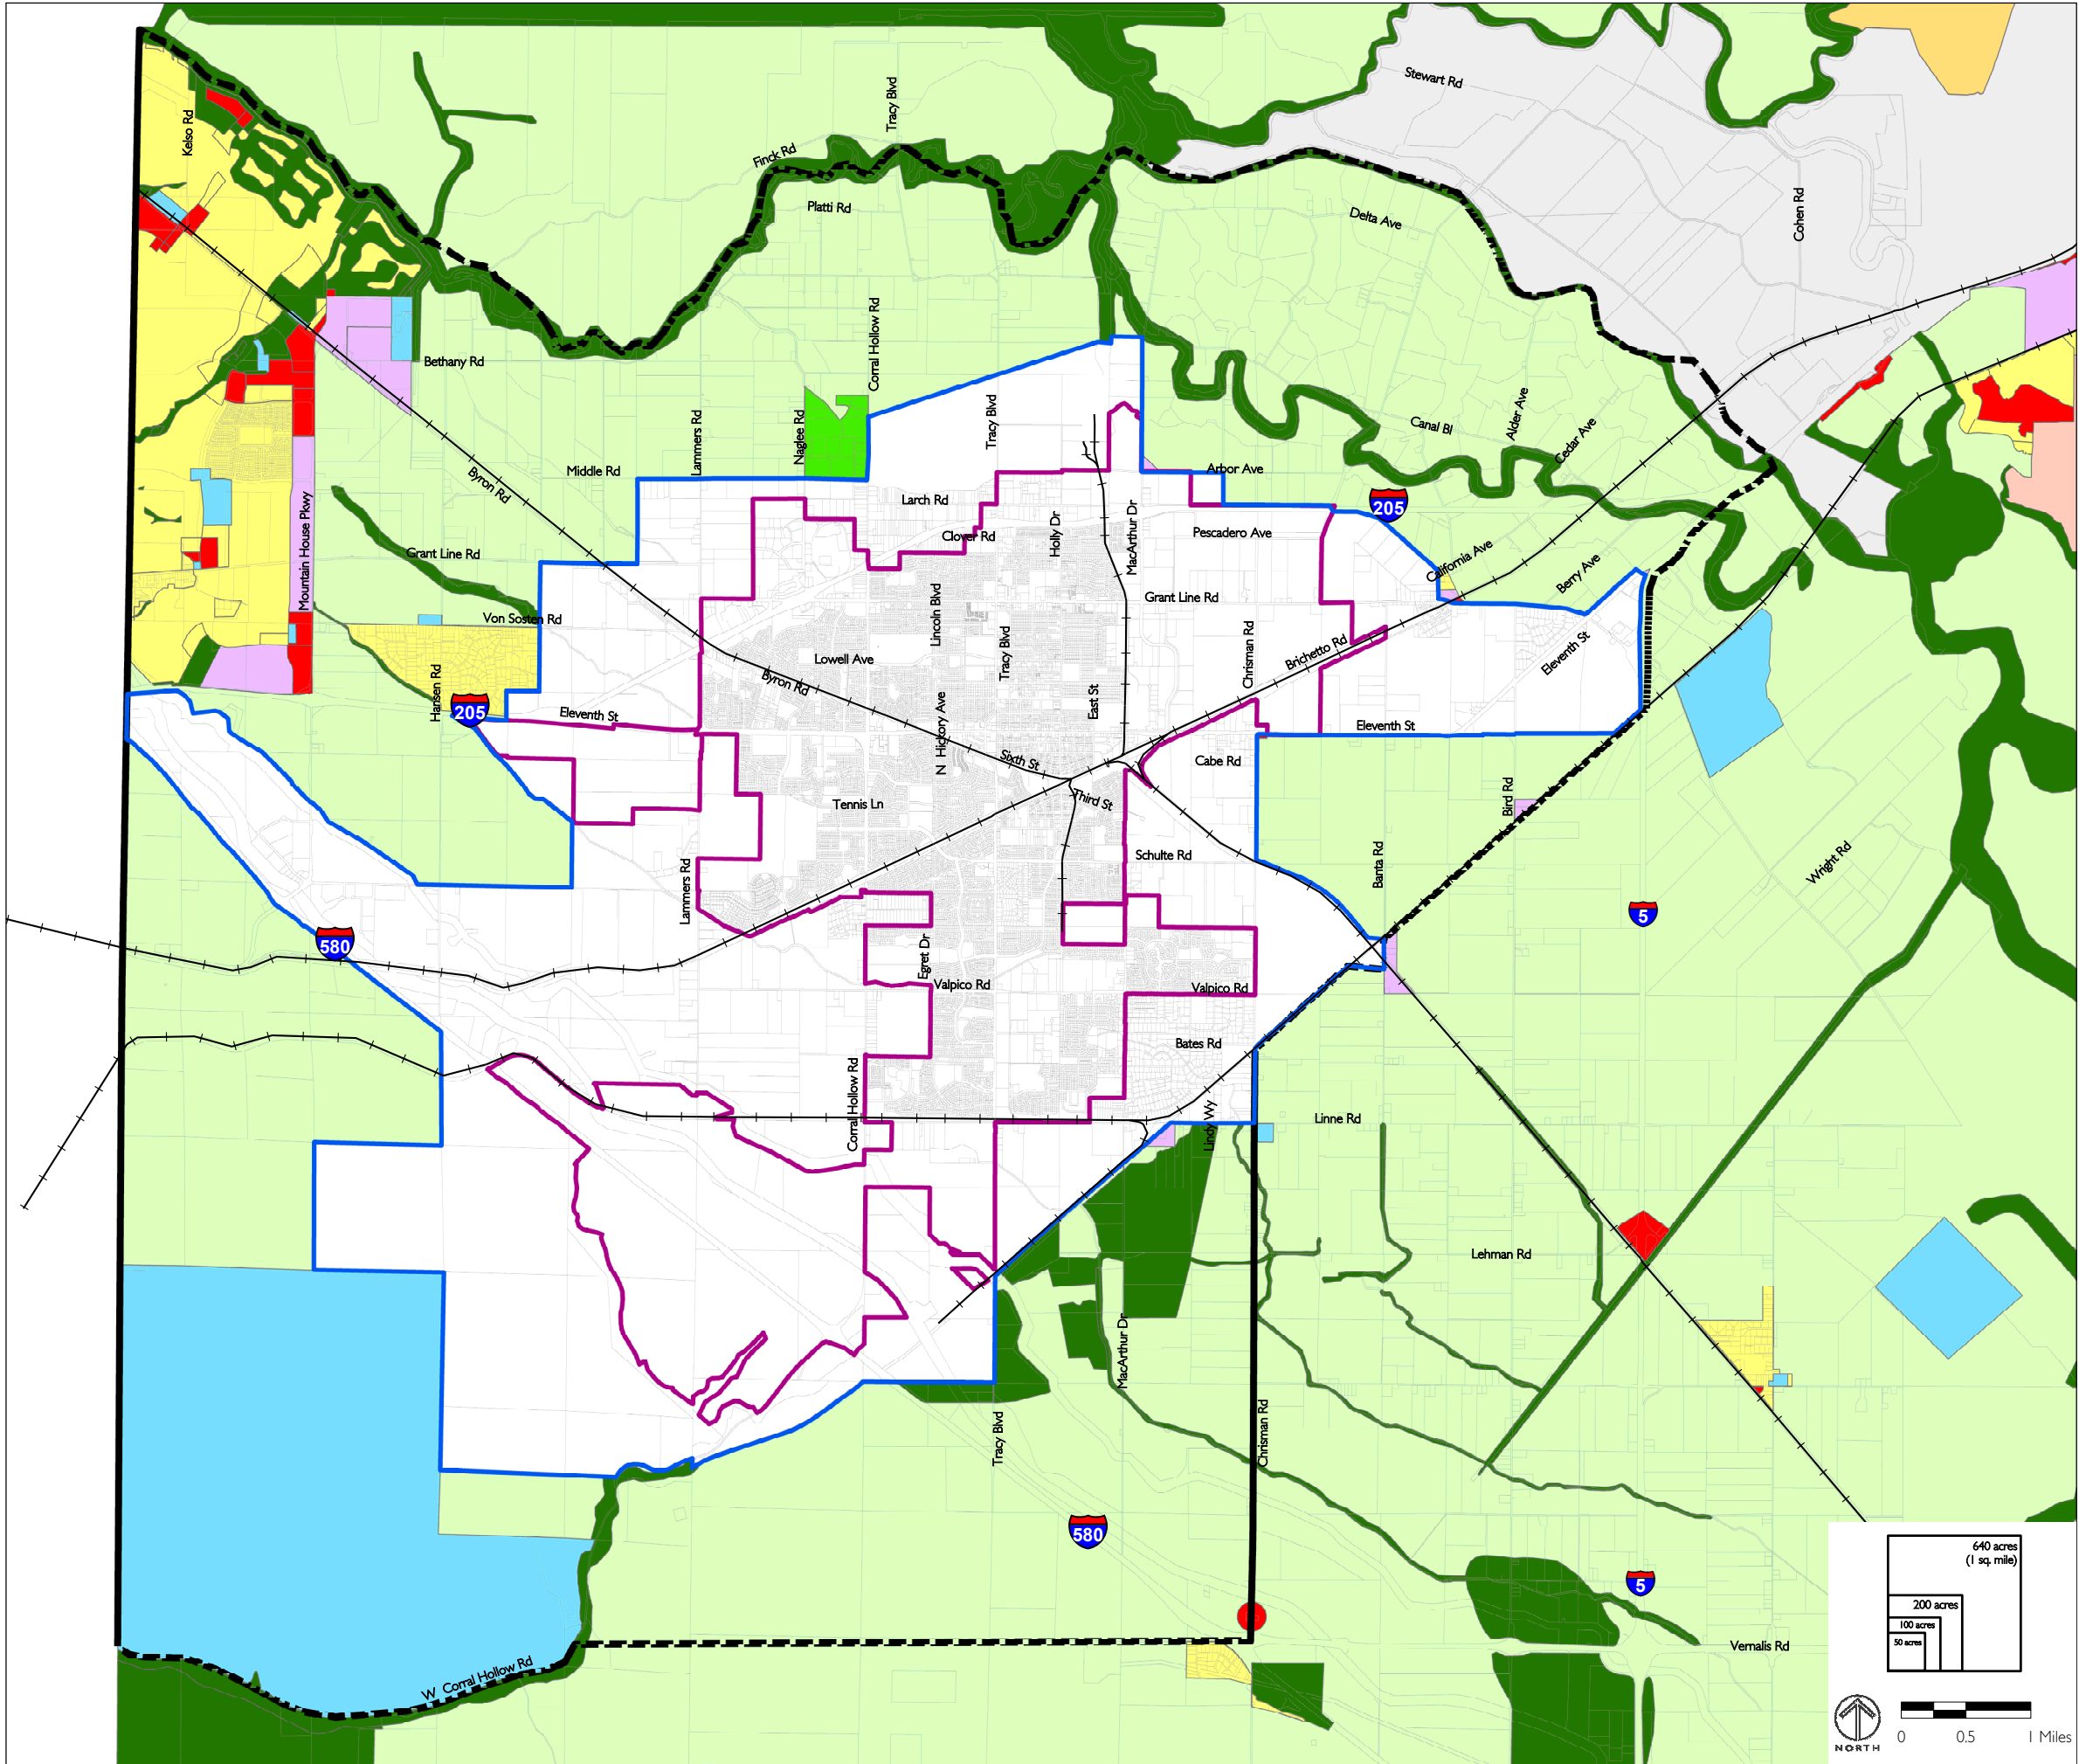 Stewart Rd
Tracy Blvd
Kelso Rd
Finck Rd
Platti Rd
Delta Ave
Cohen Rd
Corral Hollow Rd
Bethany Rd
Tracy Blvd
Lammers Rd
Naglee Rd
Canal Bl
Alder Ave
Cedar Ave
Middle Rd
Byron Rd
Arbor Ave
Larch Rd
205
Mountain House Pkwy
Clover Rd
Holly Dr
MacArthur Dr
Pescadero Ave
Grant Line Rd
California Ave
Berry Ave
Grant Line Rd
Von Sosten Rd
Lincoln Blvd
Tracy Blvd
Lowell Ave
Chrisman Rd
Brichetto Rd
Eleventh St
Byron Rd
Hansen Rd
205
Eleventh St
N Hickory Ave
East St
Eleventh St
Sixth St
Cabe Rd
Third St
Tennis Ln
Bird Rd
Schulte Rd
Banta Rd
Wright Rd
Lammers Rd
5
580
Egret Dr
Valpico Rd
Valpico Rd
Bates Rd
Corral Hollow Rd
Lindy Wy
Linne Rd
Lehman Rd
MacArthur Dr
Tracy Blvd
Chrisman Rd
580
5
Vernalis Rd
W Corral Hollow Rd
640 acres
(1 sq. mile)
200 acres
100 acres
50 acres
NORTH
0 0.5 1 Miles